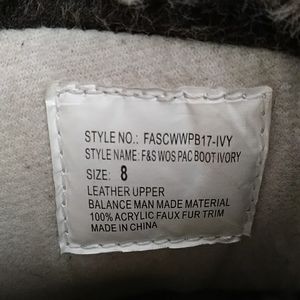 STYLE NO.: FASCWWPB17-IVY
STYLE NAME: F&S WOS PAC BOOT IVORY
SIZE: 8
LEATHER UPPER
BALANCE MAN MADE MATERIAL
100% ACRYLIC FAUX FUR TRIM
MADE IN CHINA